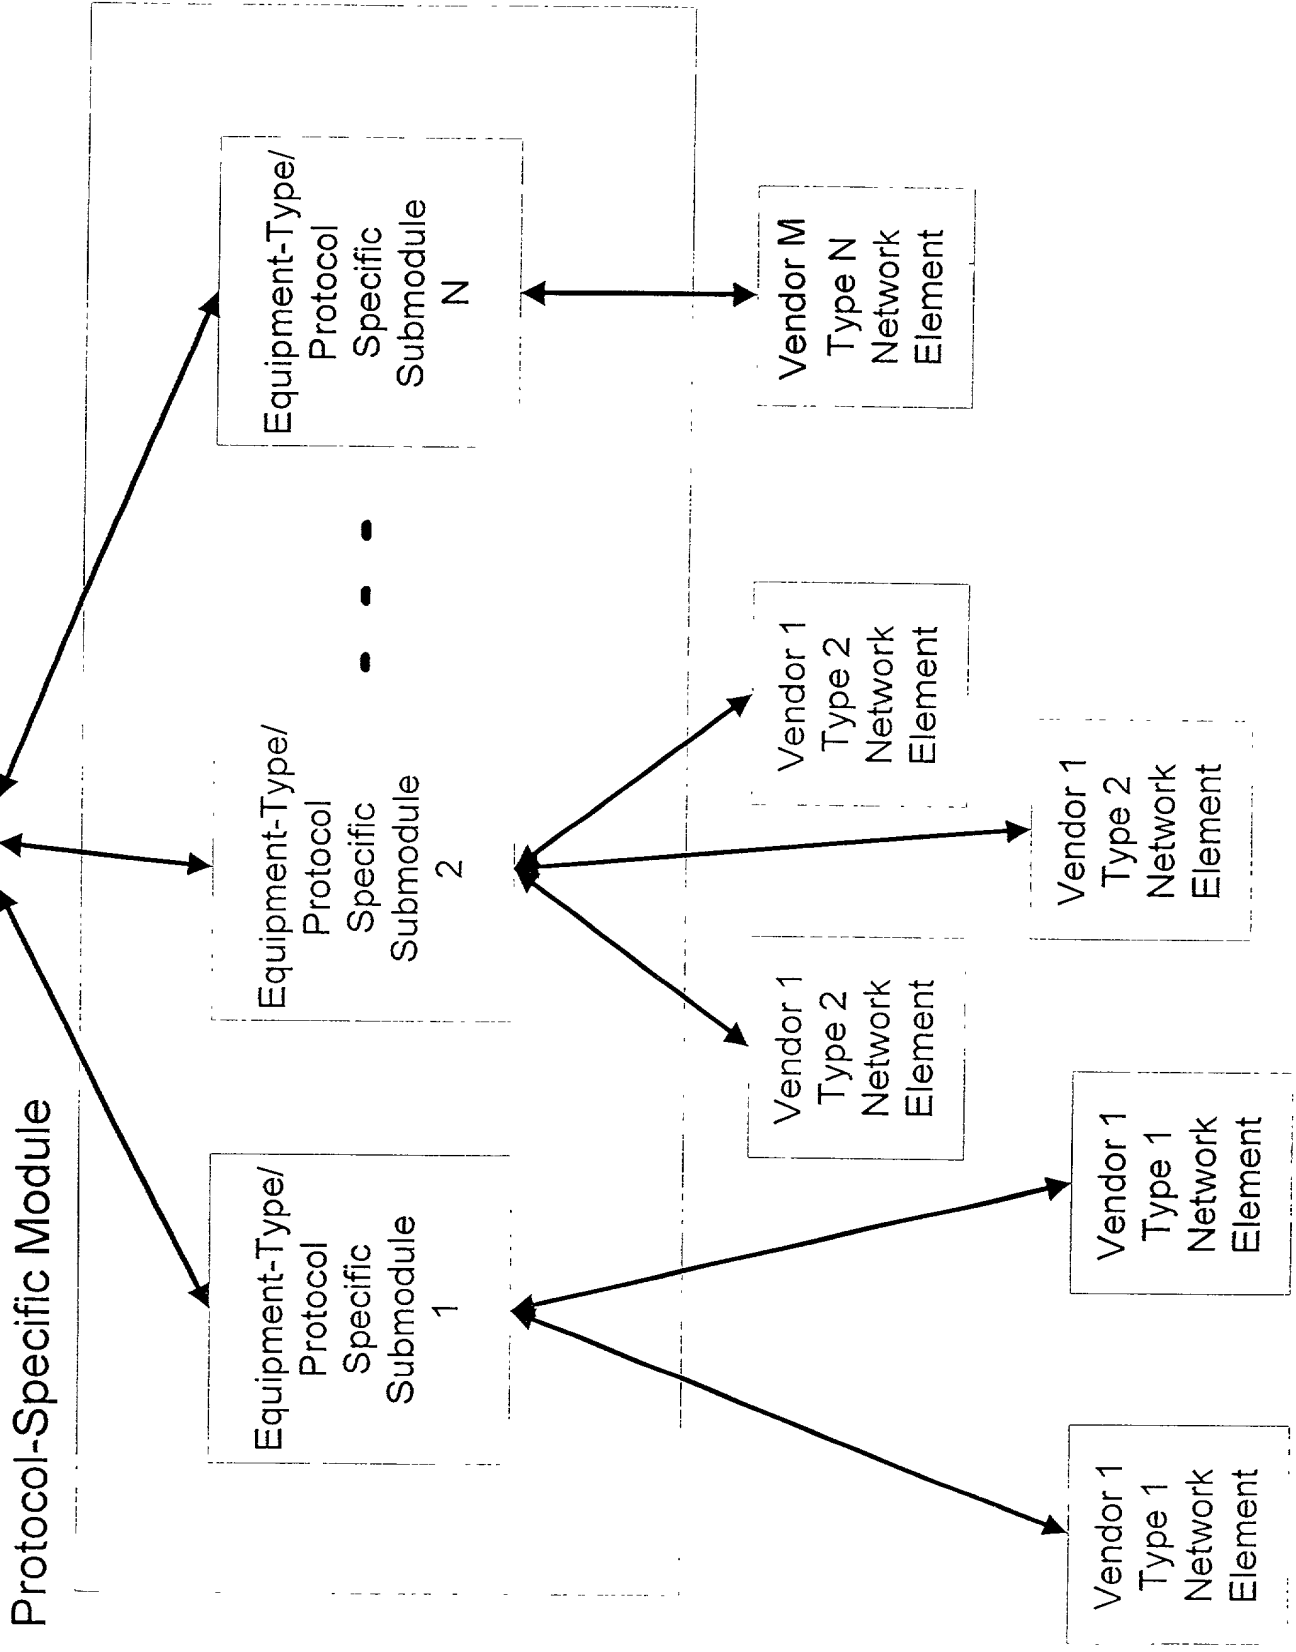 Protocol-Specific Module
Equipment-Type/
Protocol
Specific
Submodule
1
Equipment-Type/
Protocol
Specific
Submodule
2
Equipment-Type/
Protocol
Specific
Submodule
N
Vendor 1
Type 1
Network
Element
Vendor 1
Type 1
Network
Element
Vendor 1
Type 2
Network
Element
Vendor 1
Type 2
Network
Element
Vendor 1
Type 2
Network
Element
Vendor M
Type N
Network
Element